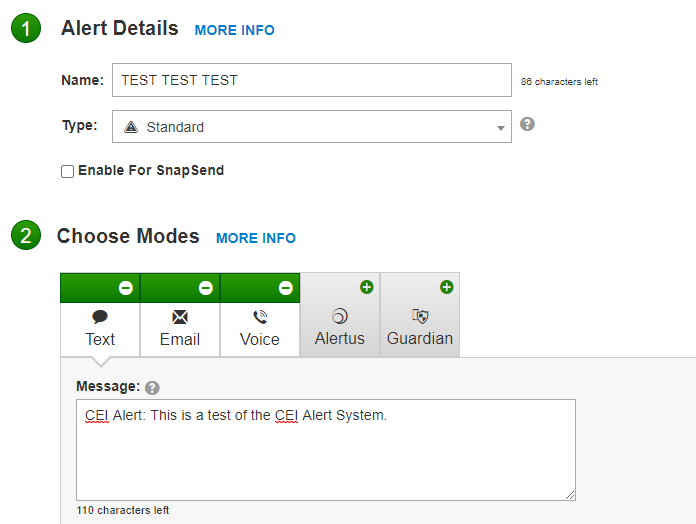 1 Alert Details MORE INFO
Name: TEST TEST TEST 86 characters left
Type: Standard ?
Enable For SnapSend
2 Choose Modes MORE INFO
Text Email Voice Alertus Guardian
Message: ?
CEI Alert: This is a test of the CEI Alert System.
110 characters left